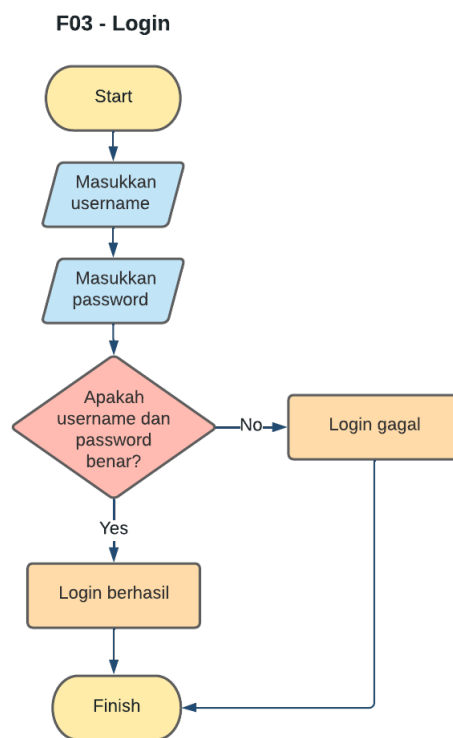 F03 - Login
Start
Masukkan
username
Masukkan
password
Apakah
username dan
password
benar?
No
Login gagal
Yes
Login berhasil
Finish